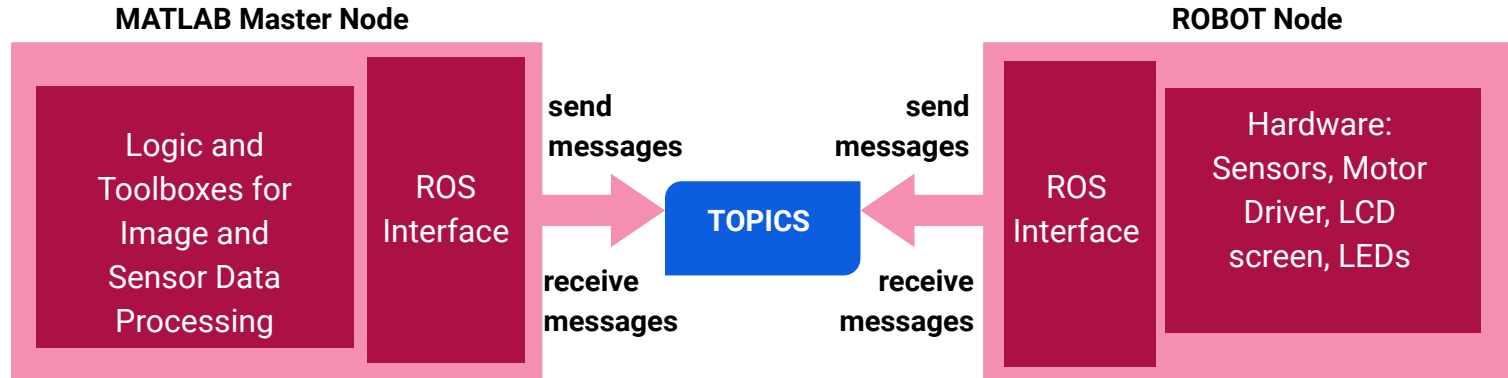 MATLAB Master Node
Logic and
Toolboxes for
Image and
Sensor Data
Processing
ROS
Interface
send
messages
receive
messages
TOPICS
send
messages
receive
messages
ROBOT Node
ROS
Interface
Hardware:
Sensors, Motor
Driver, LCD
screen, LEDs